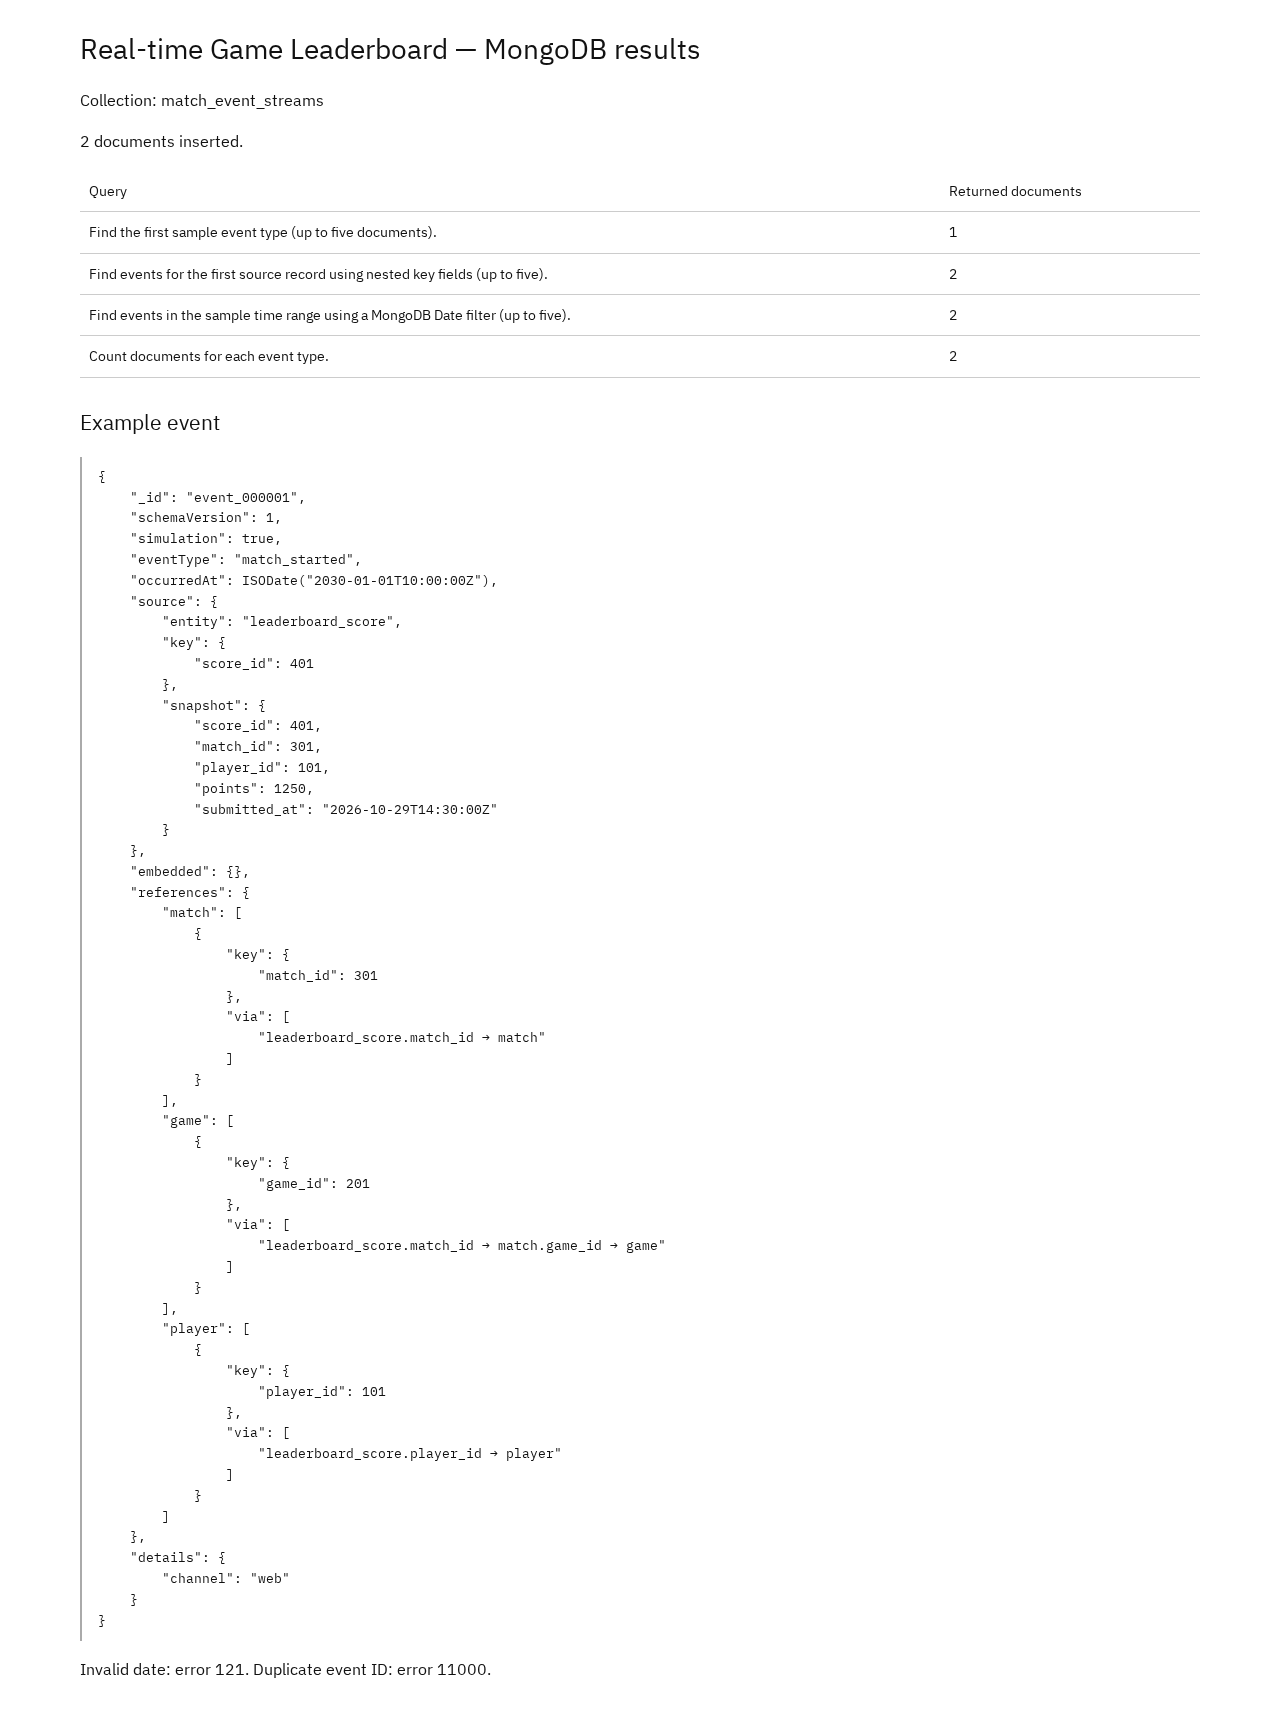 Real-time Game Leaderboard — MongoDB results
Collection: match_event_streams
2 documents inserted.
Query Returned documents
Find the first sample event type (up to five documents). 1
Find events for the first source record using nested key fields (up to five). 2
Find events in the sample time range using a MongoDB Date filter (up to five). 2
Count documents for each event type. 2
Example event
{
    "_id": "event_000001",
    "schemaVersion": 1,
    "simulation": true,
    "eventType": "match_started",
    "occurredAt": ISODate("2030-01-01T10:00:00Z"),
    "source": {
        "entity": "leaderboard_score",
        "key": {
            "score_id": 401
        },
        "snapshot": {
            "score_id": 401,
            "match_id": 301,
            "player_id": 101,
            "points": 1250,
            "submitted_at": "2026-10-29T14:30:00Z"
        }
    },
    "embedded": {},
    "references": {
        "match": [
            {
                "key": {
                    "match_id": 301
                },
                "via": [
                    "leaderboard_score.match_id → match"
                ]
            }
        ],
        "game": [
            {
                "key": {
                    "game_id": 201
                },
                "via": [
                    "leaderboard_score.match_id → match.game_id → game"
                ]
            }
        ],
        "player": [
            {
                "key": {
                    "player_id": 101
                },
                "via": [
                    "leaderboard_score.player_id → player"
                ]
            }
        ]
    },
    "details": {
        "channel": "web"
    }
}
Invalid date: error 121. Duplicate event ID: error 11000.